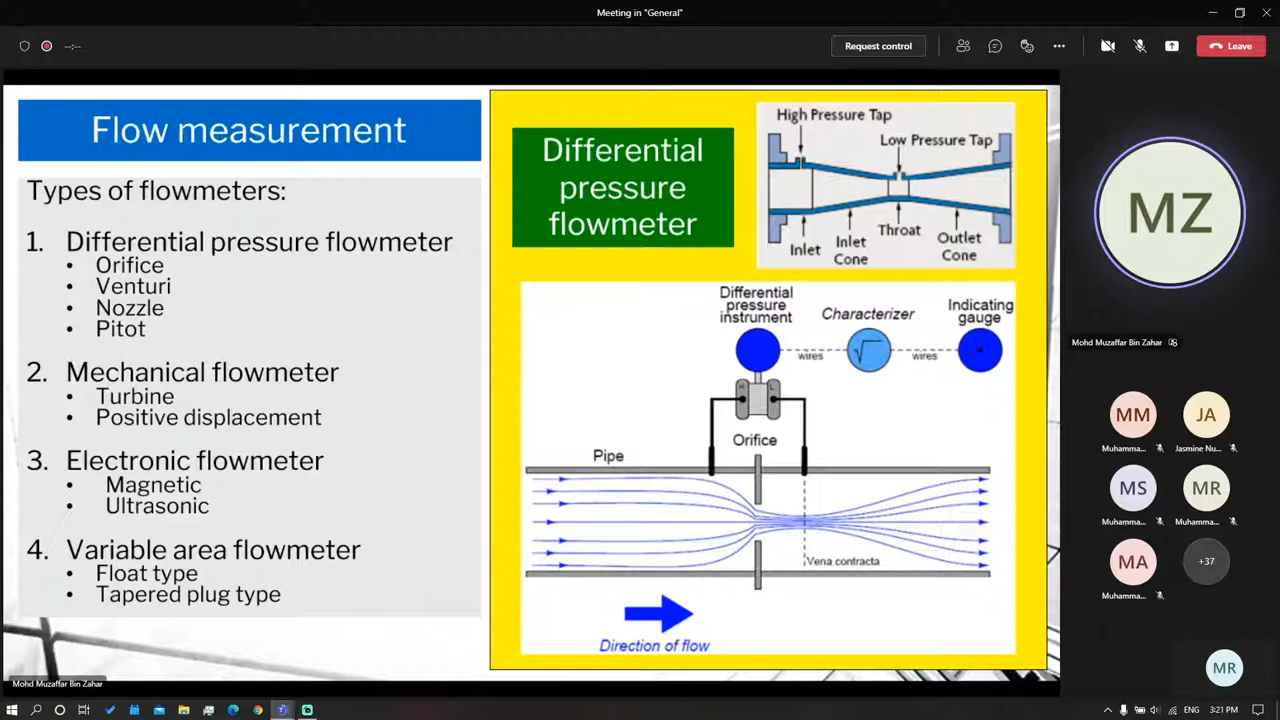 Meeting in "General"
Request control
Leave
Flow measurement
Types of flowmeters:
1. Differential pressure flowmeter
• Orifice
• Venturi
• Nozzle
• Pitot
2. Mechanical flowmeter
• Turbine
• Positive displacement
3. Electronic flowmeter
• Magnetic
• Ultrasonic
4. Variable area flowmeter
• Float type
• Tapered plug type
Differential
pressure
flowmeter
High Pressure Tap
Low Pressure Tap
Inlet
Inlet
Cone
Throat
Outlet
Cone
Differential
pressure
instrument
Characterizer
Indicating
gauge
√
wires
wires
H
L
Orifice
Pipe
Vena contracta
Direction of flow
Mohd Muzaffar Bin Zahar
MZ
Mohd Muzaffar Bin Zahar
MM
JA
Muhamma...
Jasmine Nu...
MS
MR
Muhamma...
Muhamma...
MA
+37
Muhamma...
MR
ENG
3:21 PM